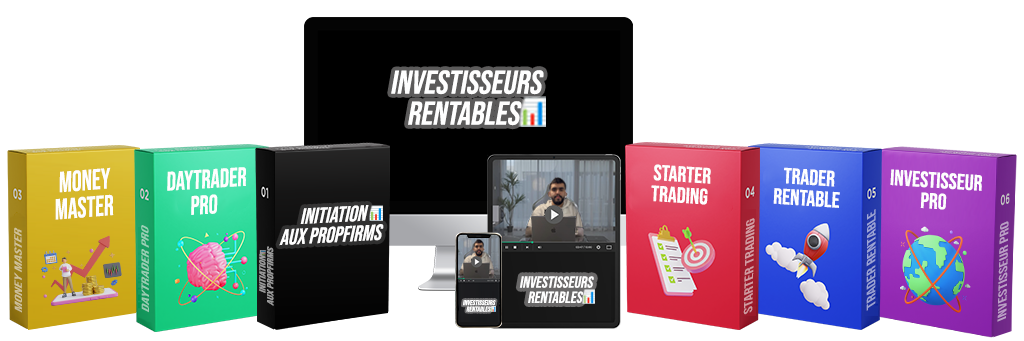 INVESTISSEURS
RENTABLES
03
MONEY
MASTER
MONEY MASTER
02
DAYTRADER
PRO
DAYTRADER PRO
01
INITIATION
AUX PROPFIRMS
INITIATION
AUX PROPFIRMS
INVESTISSEURS
RENTABLES
INVESTISSEURS
RENTABLES
STARTER
TRADING
04
STARTER TRADING
TRADER
RENTABLE
05
TRADER RENTABLE
INVESTISSEUR
PRO
06
INVESTISSEUR PRO